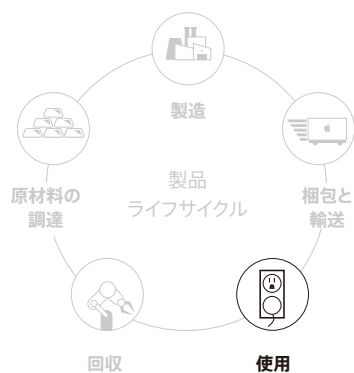 製造
原材料の
調達
製品
ライフサイクル
梱包と
輸送
回収
使用